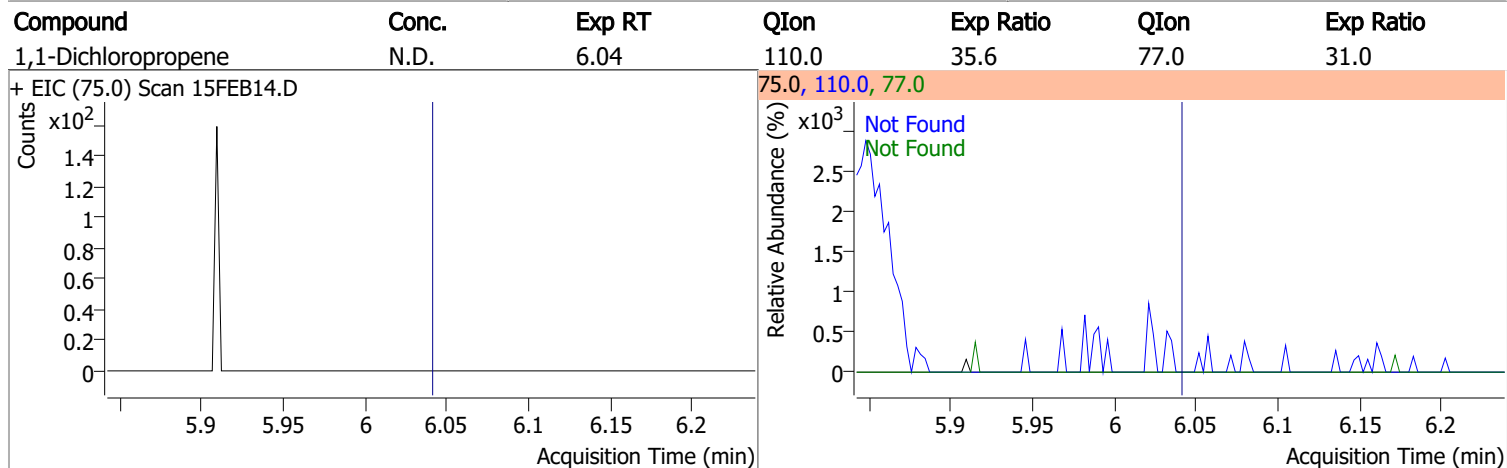 Compound Conc. Exp RT QIon Exp Ratio QIon Exp Ratio
1,1-Dichloropropene N.D. 6.04 110.0 35.6 77.0 31.0
+ EIC (75.0) Scan 15FEB14.D
Counts
x10²
1.4
1.2
1
0.8
0.6
0.4
0.2
0
5.9 5.95 6 6.05 6.1 6.15 6.2
Acquisition Time (min)
75.0, 110.0, 77.0
Relative Abundance (%)
x10³
Not Found
Not Found
2.5
2
1.5
1
0.5
0
5.9 5.95 6 6.05 6.1 6.15 6.2
Acquisition Time (min)